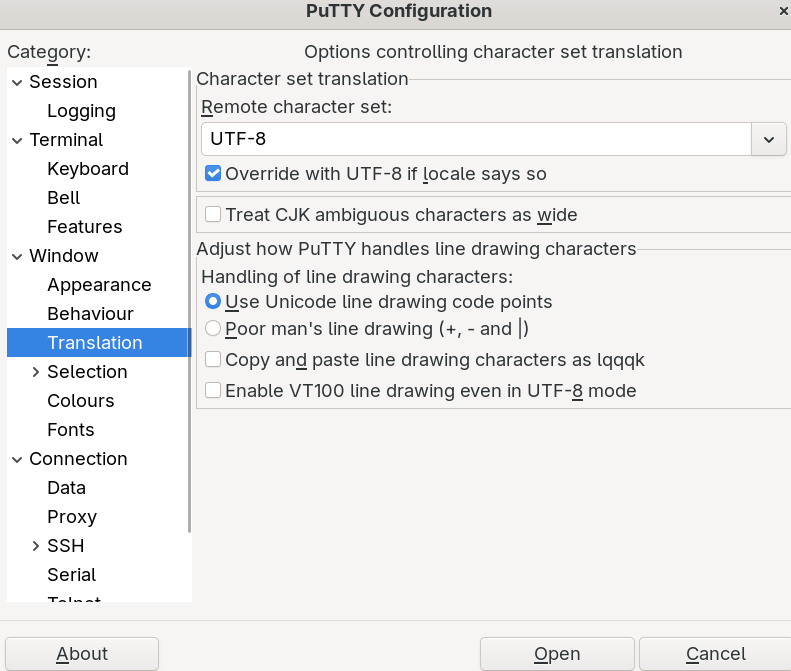 PuTTY Configuration
×
Category:
Options controlling character set translation
Session
Logging
Terminal
Keyboard
Bell
Features
Window
Appearance
Behaviour
Translation
Selection
Colours
Fonts
Connection
Data
Proxy
SSH
Serial
Telnet
Character set translation
Remote character set:
UTF-8
Override with UTF-8 if locale says so
Treat CJK ambiguous characters as wide
Adjust how PuTTY handles line drawing characters
Handling of line drawing characters:
Use Unicode line drawing code points
Poor man's line drawing (+, - and |)
Copy and paste line drawing characters as lqqqk
Enable VT100 line drawing even in UTF-8 mode
About
Open
Cancel